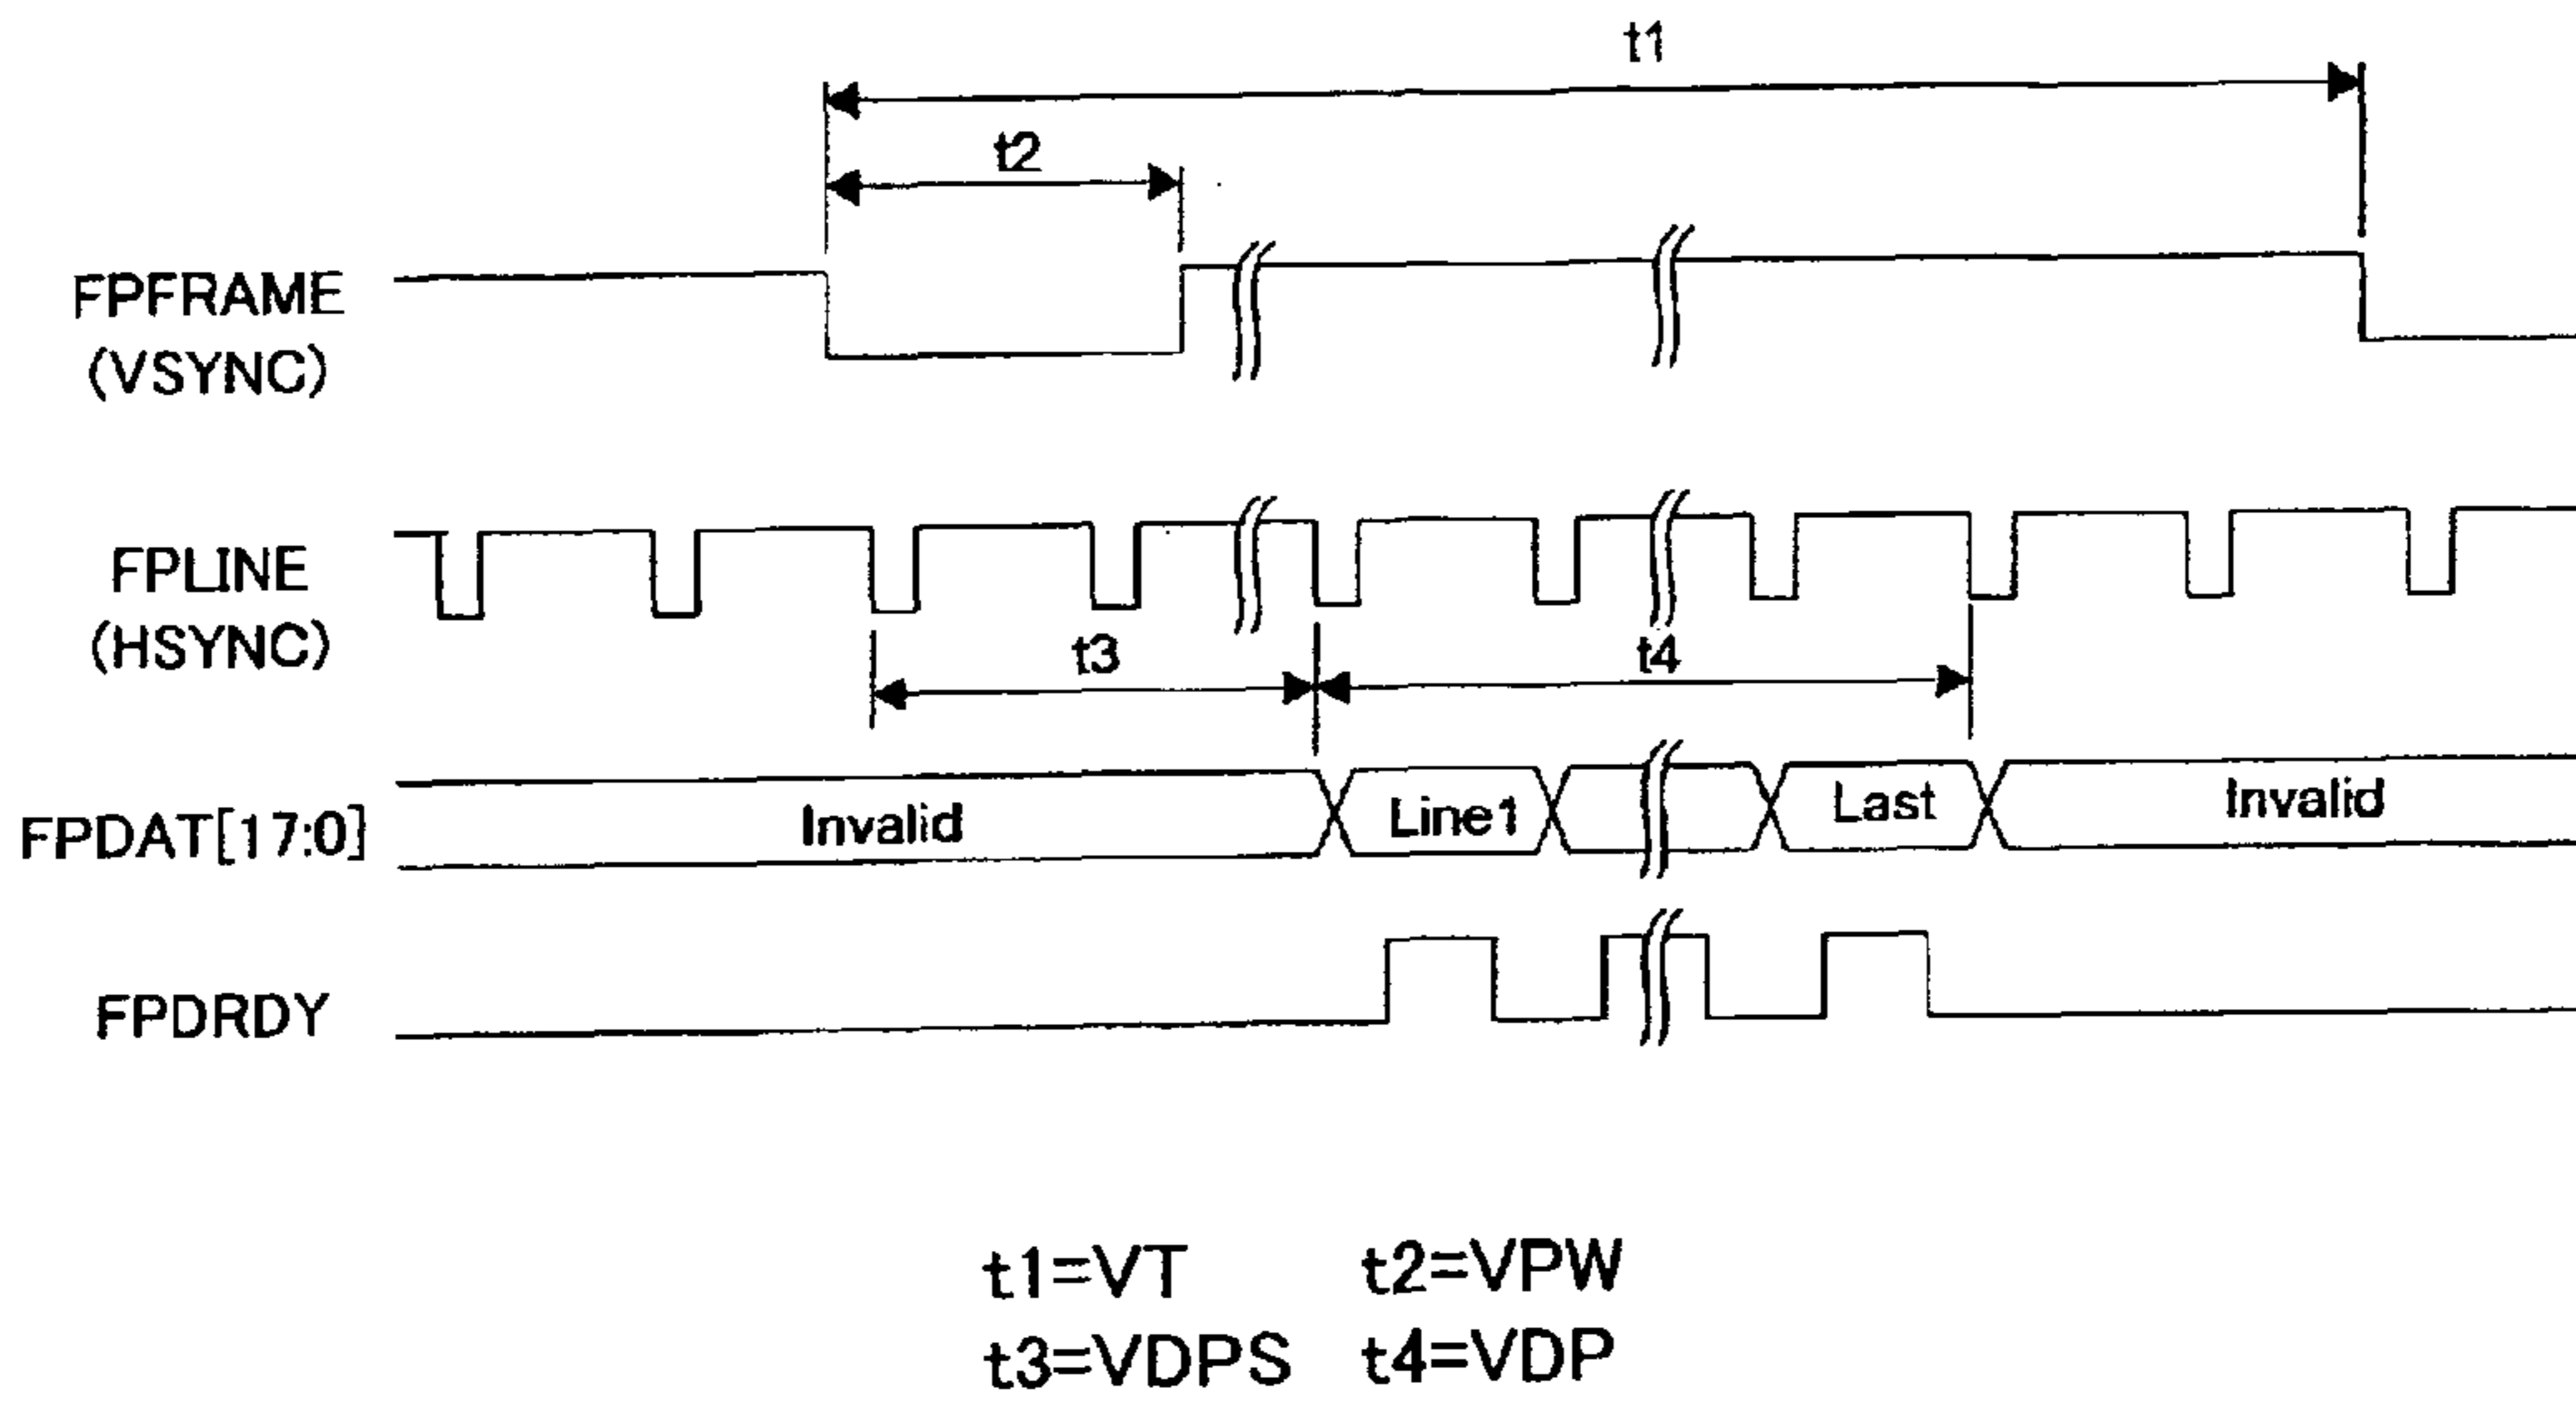 t1
t2
FPFRAME
(VSYNC)
FPLINE
(HSYNC)
t3
t4
FPDAT[17:0]
Invalid
Line1
Last
Invalid
FPDRDY
t1=VT t2=VPW
t3=VDPS t4=VDP